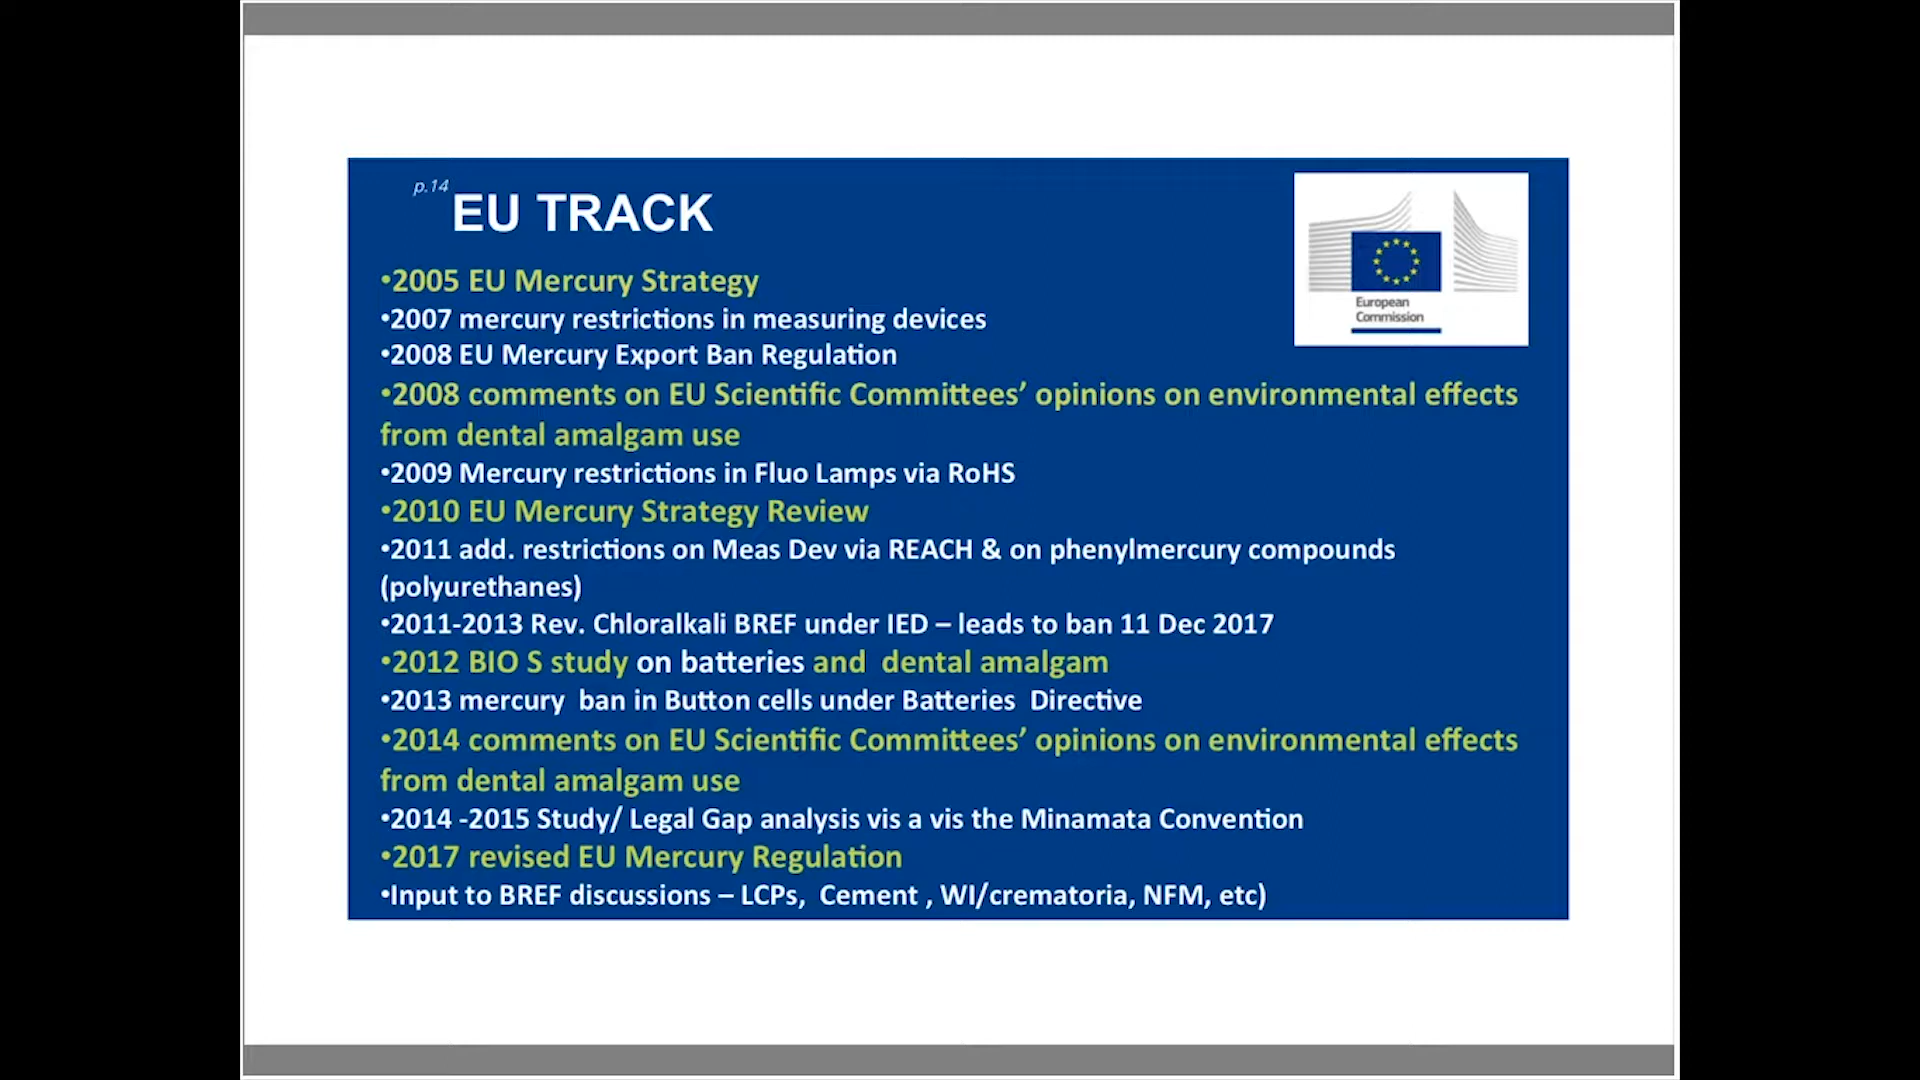 p.14
EU TRACK
European
Commission
•2005 EU Mercury Strategy
•2007 mercury restrictions in measuring devices
•2008 EU Mercury Export Ban Regulation
•2008 comments on EU Scientific Committees’ opinions on environmental effects
from dental amalgam use
•2009 Mercury restrictions in Fluo Lamps via RoHS
•2010 EU Mercury Strategy Review
•2011 add. restrictions on Meas Dev via REACH & on phenylmercury compounds
(polyurethanes)
•2011-2013 Rev. Chloralkali BREF under IED – leads to ban 11 Dec 2017
•2012 BIO S study on batteries and  dental amalgam
•2013 mercury  ban in Button cells under Batteries  Directive
•2014 comments on EU Scientific Committees’ opinions on environmental effects
from dental amalgam use
•2014 -2015 Study/ Legal Gap analysis vis a vis the Minamata Convention
•2017 revised EU Mercury Regulation
•Input to BREF discussions – LCPs,  Cement , WI/crematoria, NFM, etc)